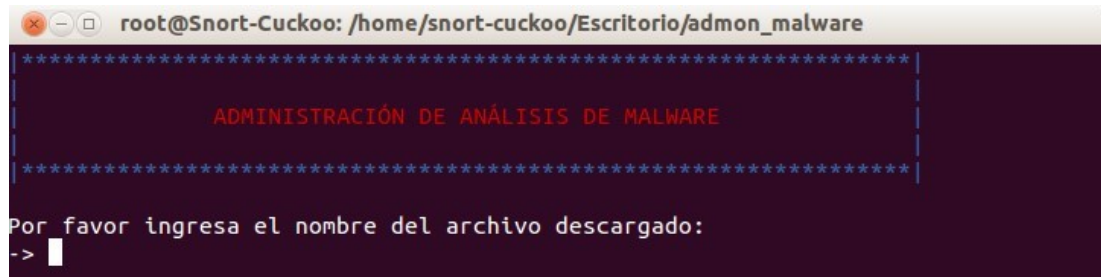 root@Snort-Cuckoo: /home/snort-cuckoo/Escritorio/admon_malware
|*****************************************************************|
| |
| ADMINISTRACIÓN DE ANÁLISIS DE MALWARE |
| |
|*****************************************************************|
Por favor ingresa el nombre del archivo descargado:
->